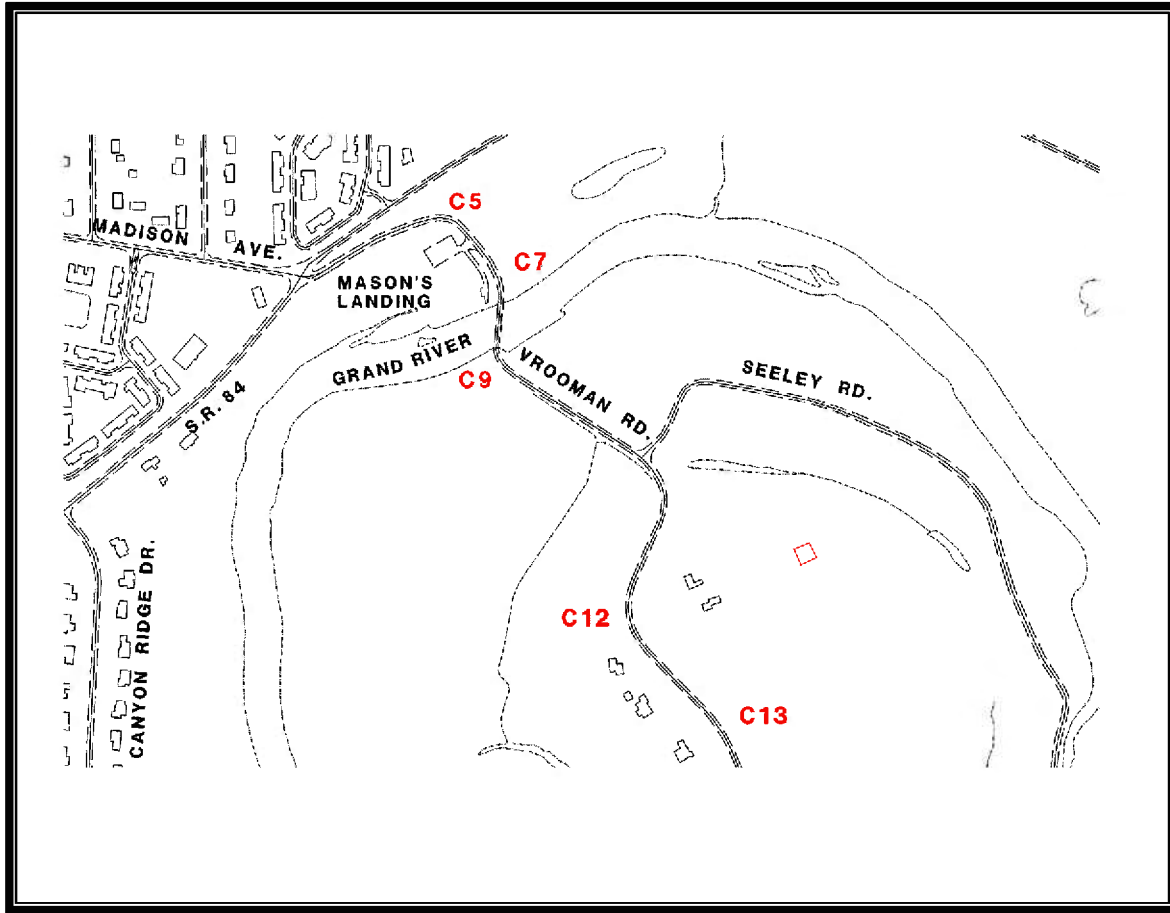 C5
MADISON AVE.
C7
MASON'S
LANDING
GRAND RIVER
C9
VROOMAN RD.
SEELEY RD.
S.R. 84
CANYON RIDGE DR.
C12
C13